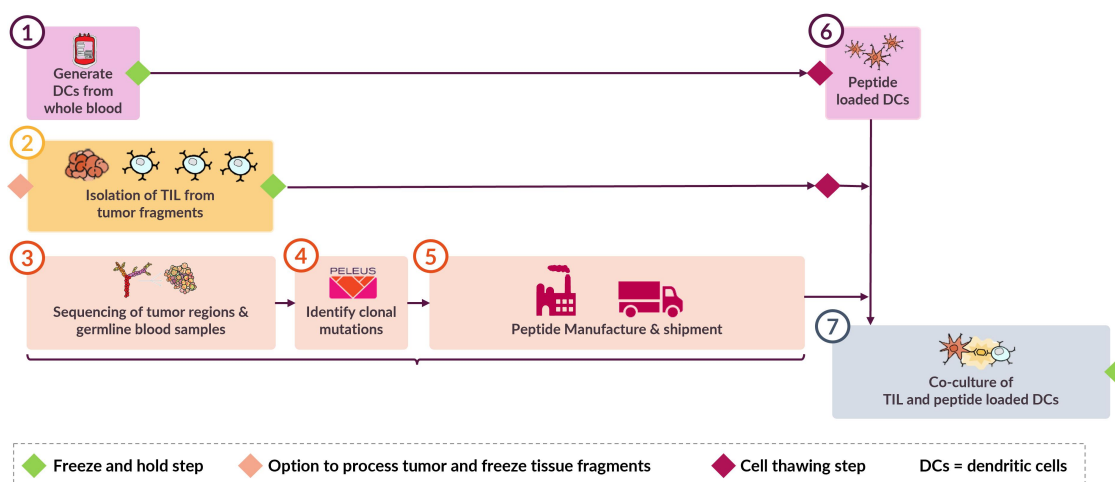 1
Generate
DCs from
whole blood
6
Peptide
loaded DCs
2
Isolation of TIL from
tumor fragments
3
Sequencing of tumor regions &
germline blood samples
4
PELEUS
Identify clonal
mutations
5
Peptide Manufacture & shipment
7
Co-culture of
TIL and peptide loaded DCs
Freeze and hold step
Option to process tumor and freeze tissue fragments
Cell thawing step
DCs = dendritic cells